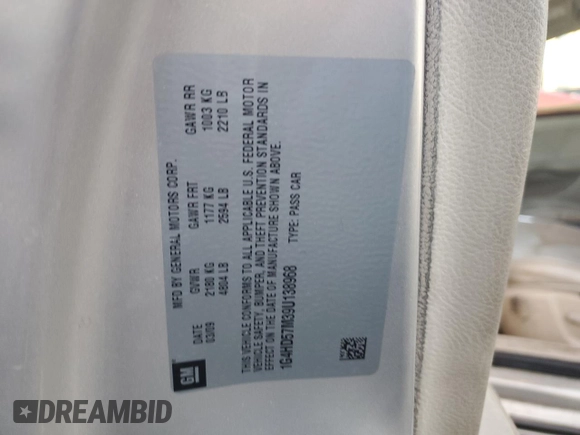 GM
MFD BY GENERAL MOTORS CORP.
DATE GVWR GAWR FRT GAWR RR
03/09 2180 KG 1177 KG 1003 KG
4804 LB 2594 LB 2210 LB
THIS VEHICLE CONFORMS TO ALL APPLICABLE U.S. FEDERAL MOTOR
VEHICLE SAFETY, BUMPER, AND THEFT PREVENTION STANDARDS IN
EFFECT ON THE DATE OF MANUFACTURE SHOWN ABOVE.
1G4HD57M39U138968 TYPE: PASS CAR
DREAMBID